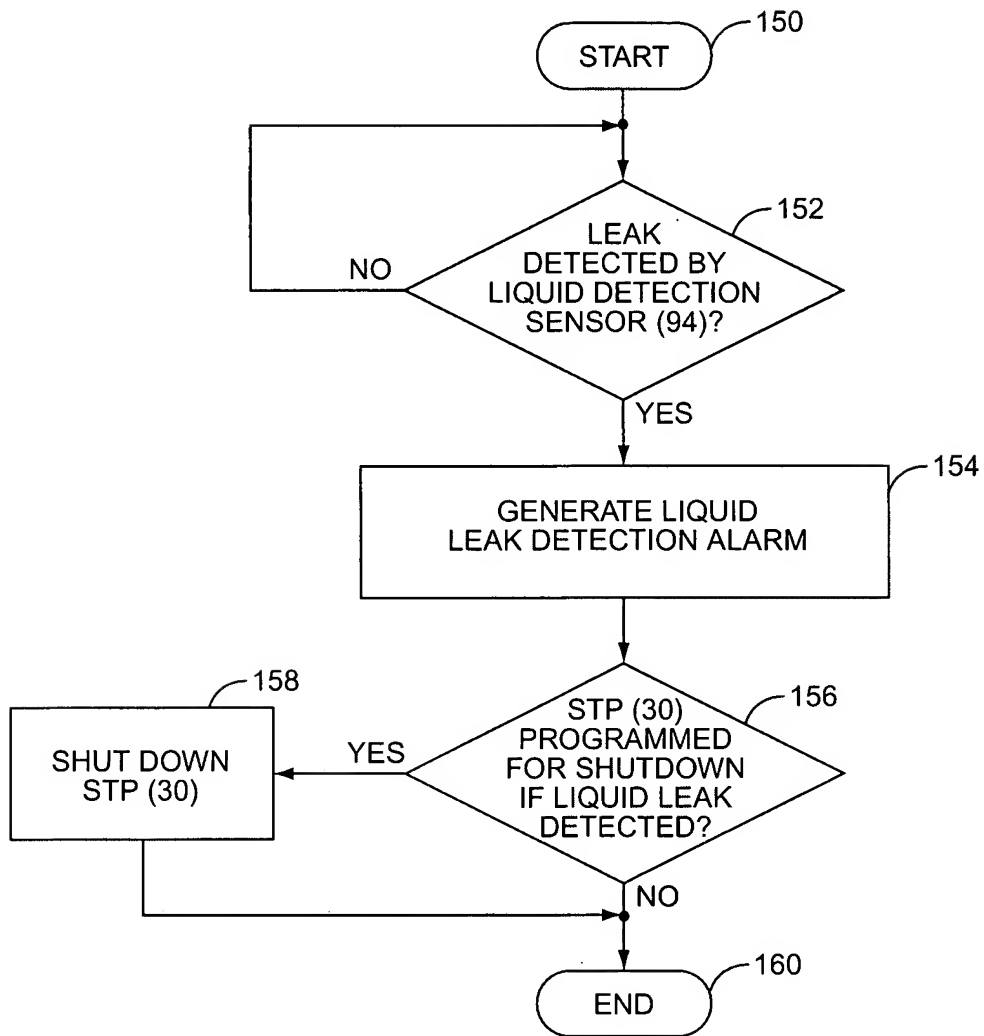 150
START
152
LEAK
DETECTED BY
LIQUID DETECTION
SENSOR (94)?
NO
YES
154
GENERATE LIQUID
LEAK DETECTION ALARM
158
156
STP (30)
PROGRAMMED
FOR SHUTDOWN
IF LIQUID LEAK
DETECTED?
YES
SHUT DOWN
STP (30)
NO
160
END